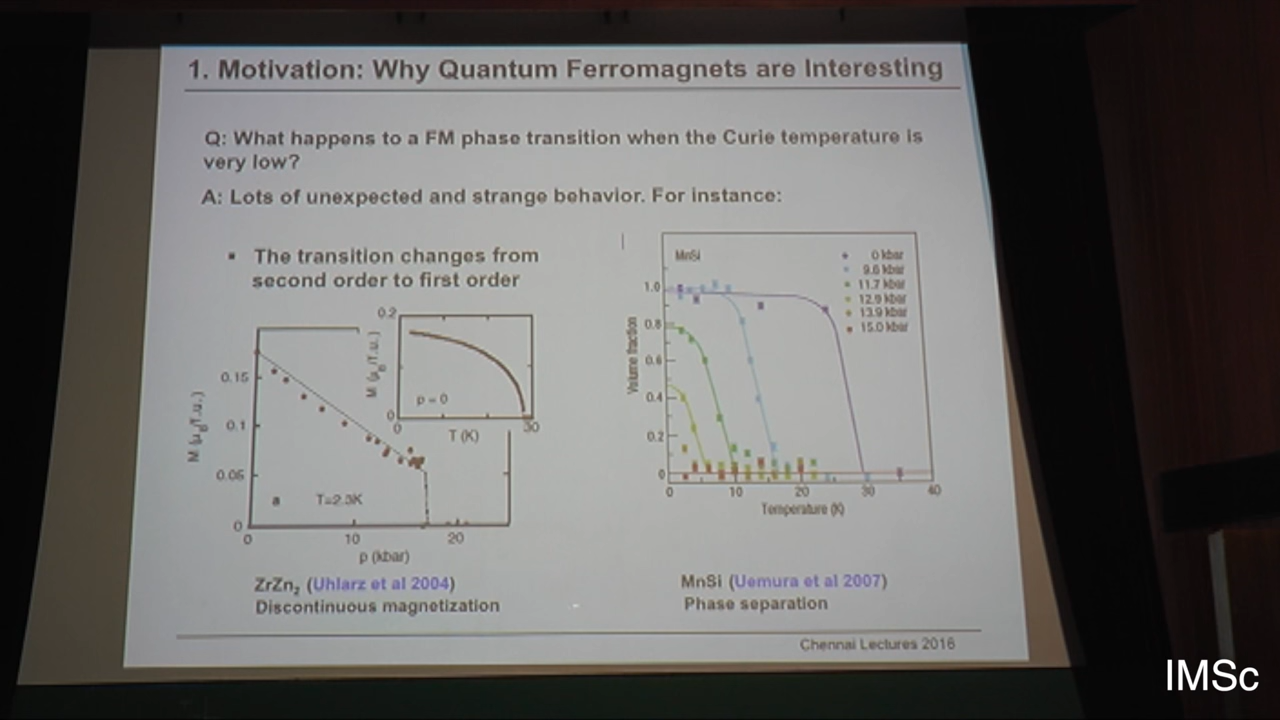 1. Motivation: Why Quantum Ferromagnets are Interesting
Q: What happens to a FM phase transition when the Curie temperature is
very low?
A: Lots of unexpected and strange behavior. For instance:
▪ The transition changes from
second order to first order
0.15
0.1
0.05
0
M (μB/f.u.)
a
T=2.3K
0
10
20
p (kbar)
0.2
0
M (μB/f.u.)
p = 0
0
30
T (K)
ZrZn2 (Uhlarz et al 2004)
Discontinuous magnetization
MnSi
0 kbar
9.6 kbar
11.7 kbar
12.9 kbar
13.9 kbar
15.0 kbar
1.0
0.8
0.6
0.4
0.2
0
Volume fraction
0
10
20
30
40
Temperature (K)
MnSi (Uemura et al 2007)
Phase separation
Chennai Lectures 2016
IMSc